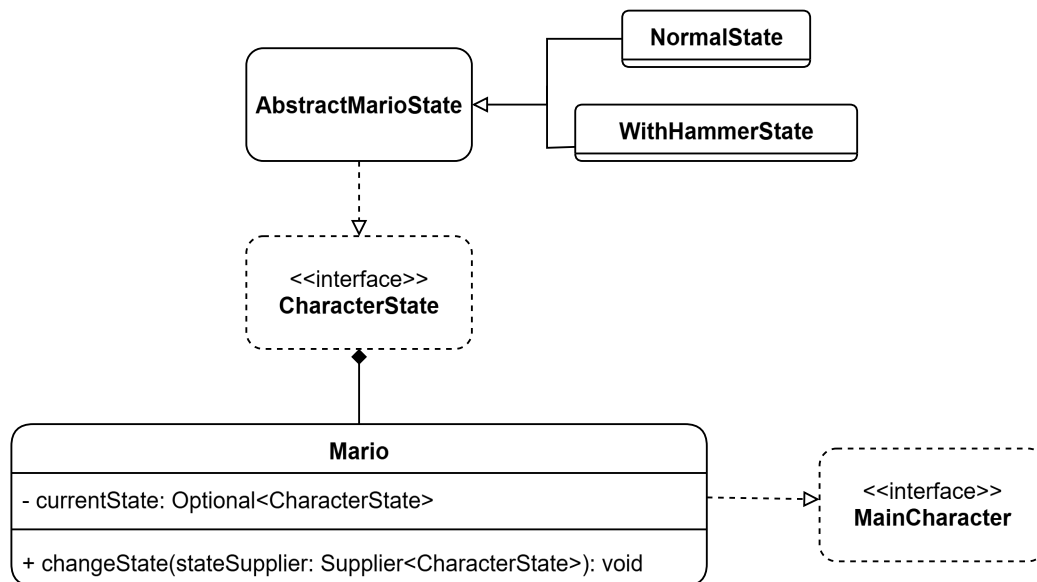 NormalState
AbstractMarioState
WithHammerState
<<interface>>
CharacterState
Mario
- currentState: Optional<CharacterState>
+ changeState(stateSupplier: Supplier<CharacterState>): void
<<interface>>
MainCharacter